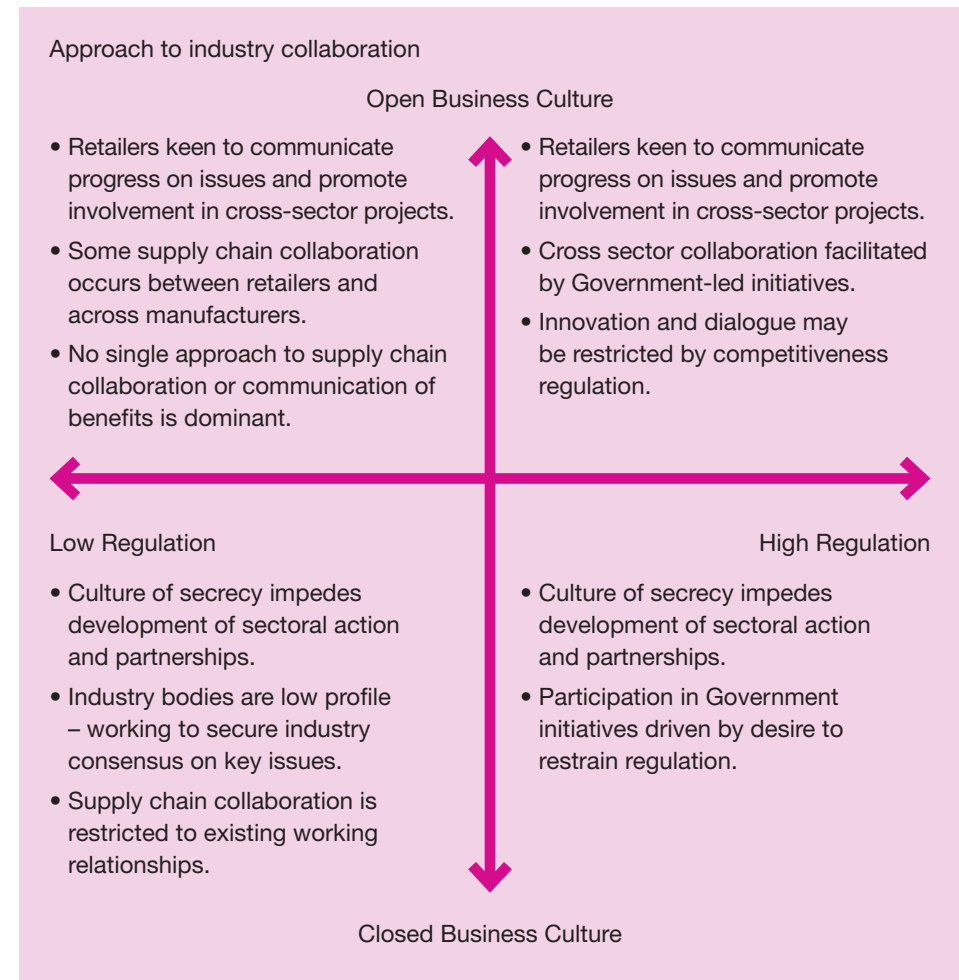 Approach to industry collaboration
Open Business Culture
• Retailers keen to communicate
progress on issues and promote
involvement in cross-sector projects.
• Some supply chain collaboration
occurs between retailers and
across manufacturers.
• No single approach to supply chain
collaboration or communication of
benefits is dominant.
• Retailers keen to communicate
progress on issues and promote
involvement in cross-sector projects.
• Cross sector collaboration facilitated
by Government-led initiatives.
• Innovation and dialogue may
be restricted by competitiveness
regulation.
Low Regulation
High Regulation
• Culture of secrecy impedes
development of sectoral action
and partnerships.
• Industry bodies are low profile
– working to secure industry
consensus on key issues.
• Supply chain collaboration is
restricted to existing working
relationships.
• Culture of secrecy impedes
development of sectoral action
and partnerships.
• Participation in Government
initiatives driven by desire to
restrain regulation.
Closed Business Culture